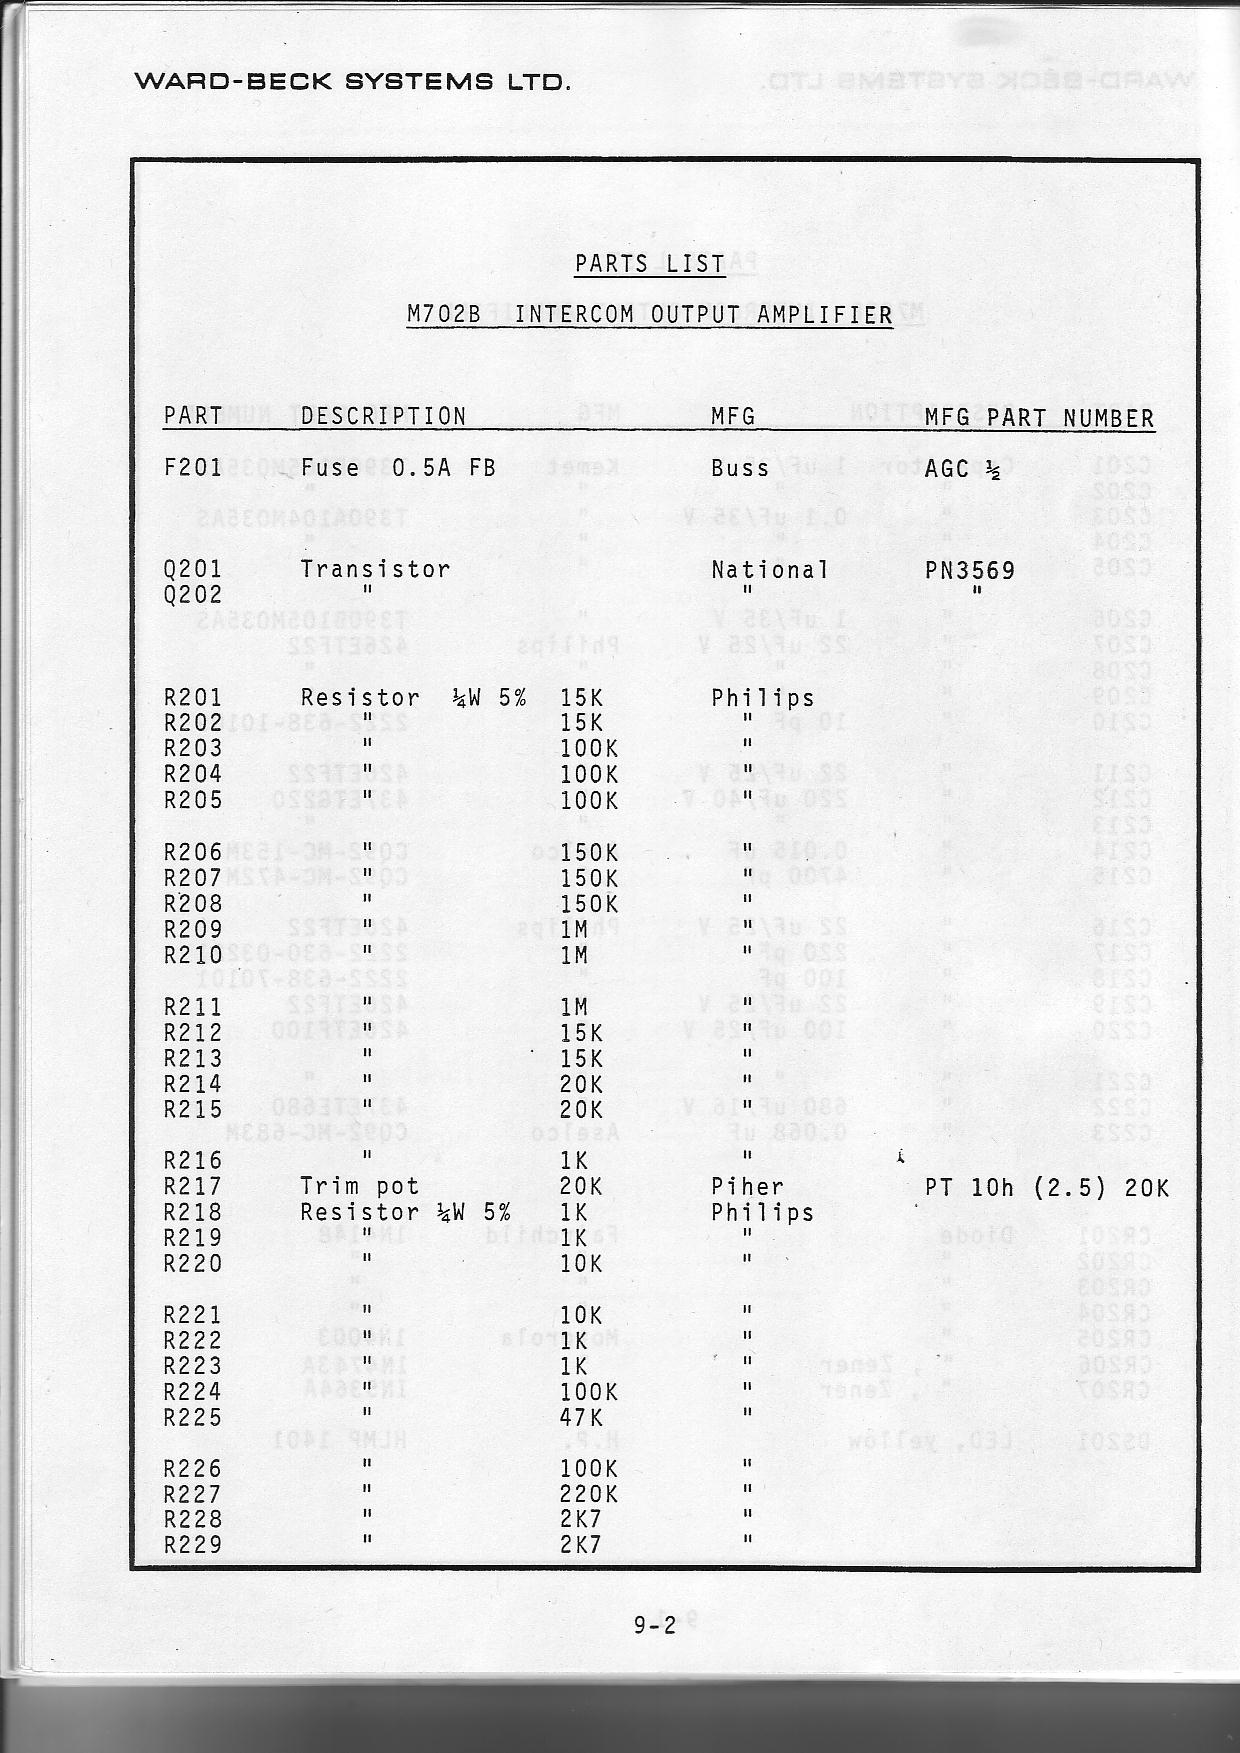 WARD-BECK SYSTEMS LTD.
PARTS LIST
M702B INTERCOM OUTPUT AMPLIFIER
PART DESCRIPTION MFG MFG PART NUMBER
F201 Fuse 0.5A FB Buss AGC ½
Q201 Transistor National PN3569
Q202 " " "
R201 Resistor ¼W 5% 15K Philips
R202 " 15K "
R203 " 100K "
R204 " 100K "
R205 " 100K "
R206 " 150K "
R207 " 150K "
R208 " 150K "
R209 " 1M "
R210 " 1M "
R211 " 1M "
R212 " 15K "
R213 " 15K "
R214 " 20K "
R215 " 20K "
R216 " 1K "
R217 Trim pot 20K Piher PT 10h (2.5) 20K
R218 Resistor ¼W 5% 1K Philips
R219 " 1K "
R220 " 10K "
R221 " 10K "
R222 " 1K "
R223 " 1K "
R224 " 100K "
R225 " 47K "
R226 " 100K "
R227 " 220K "
R228 " 2K7 "
R229 " 2K7 "
9-2